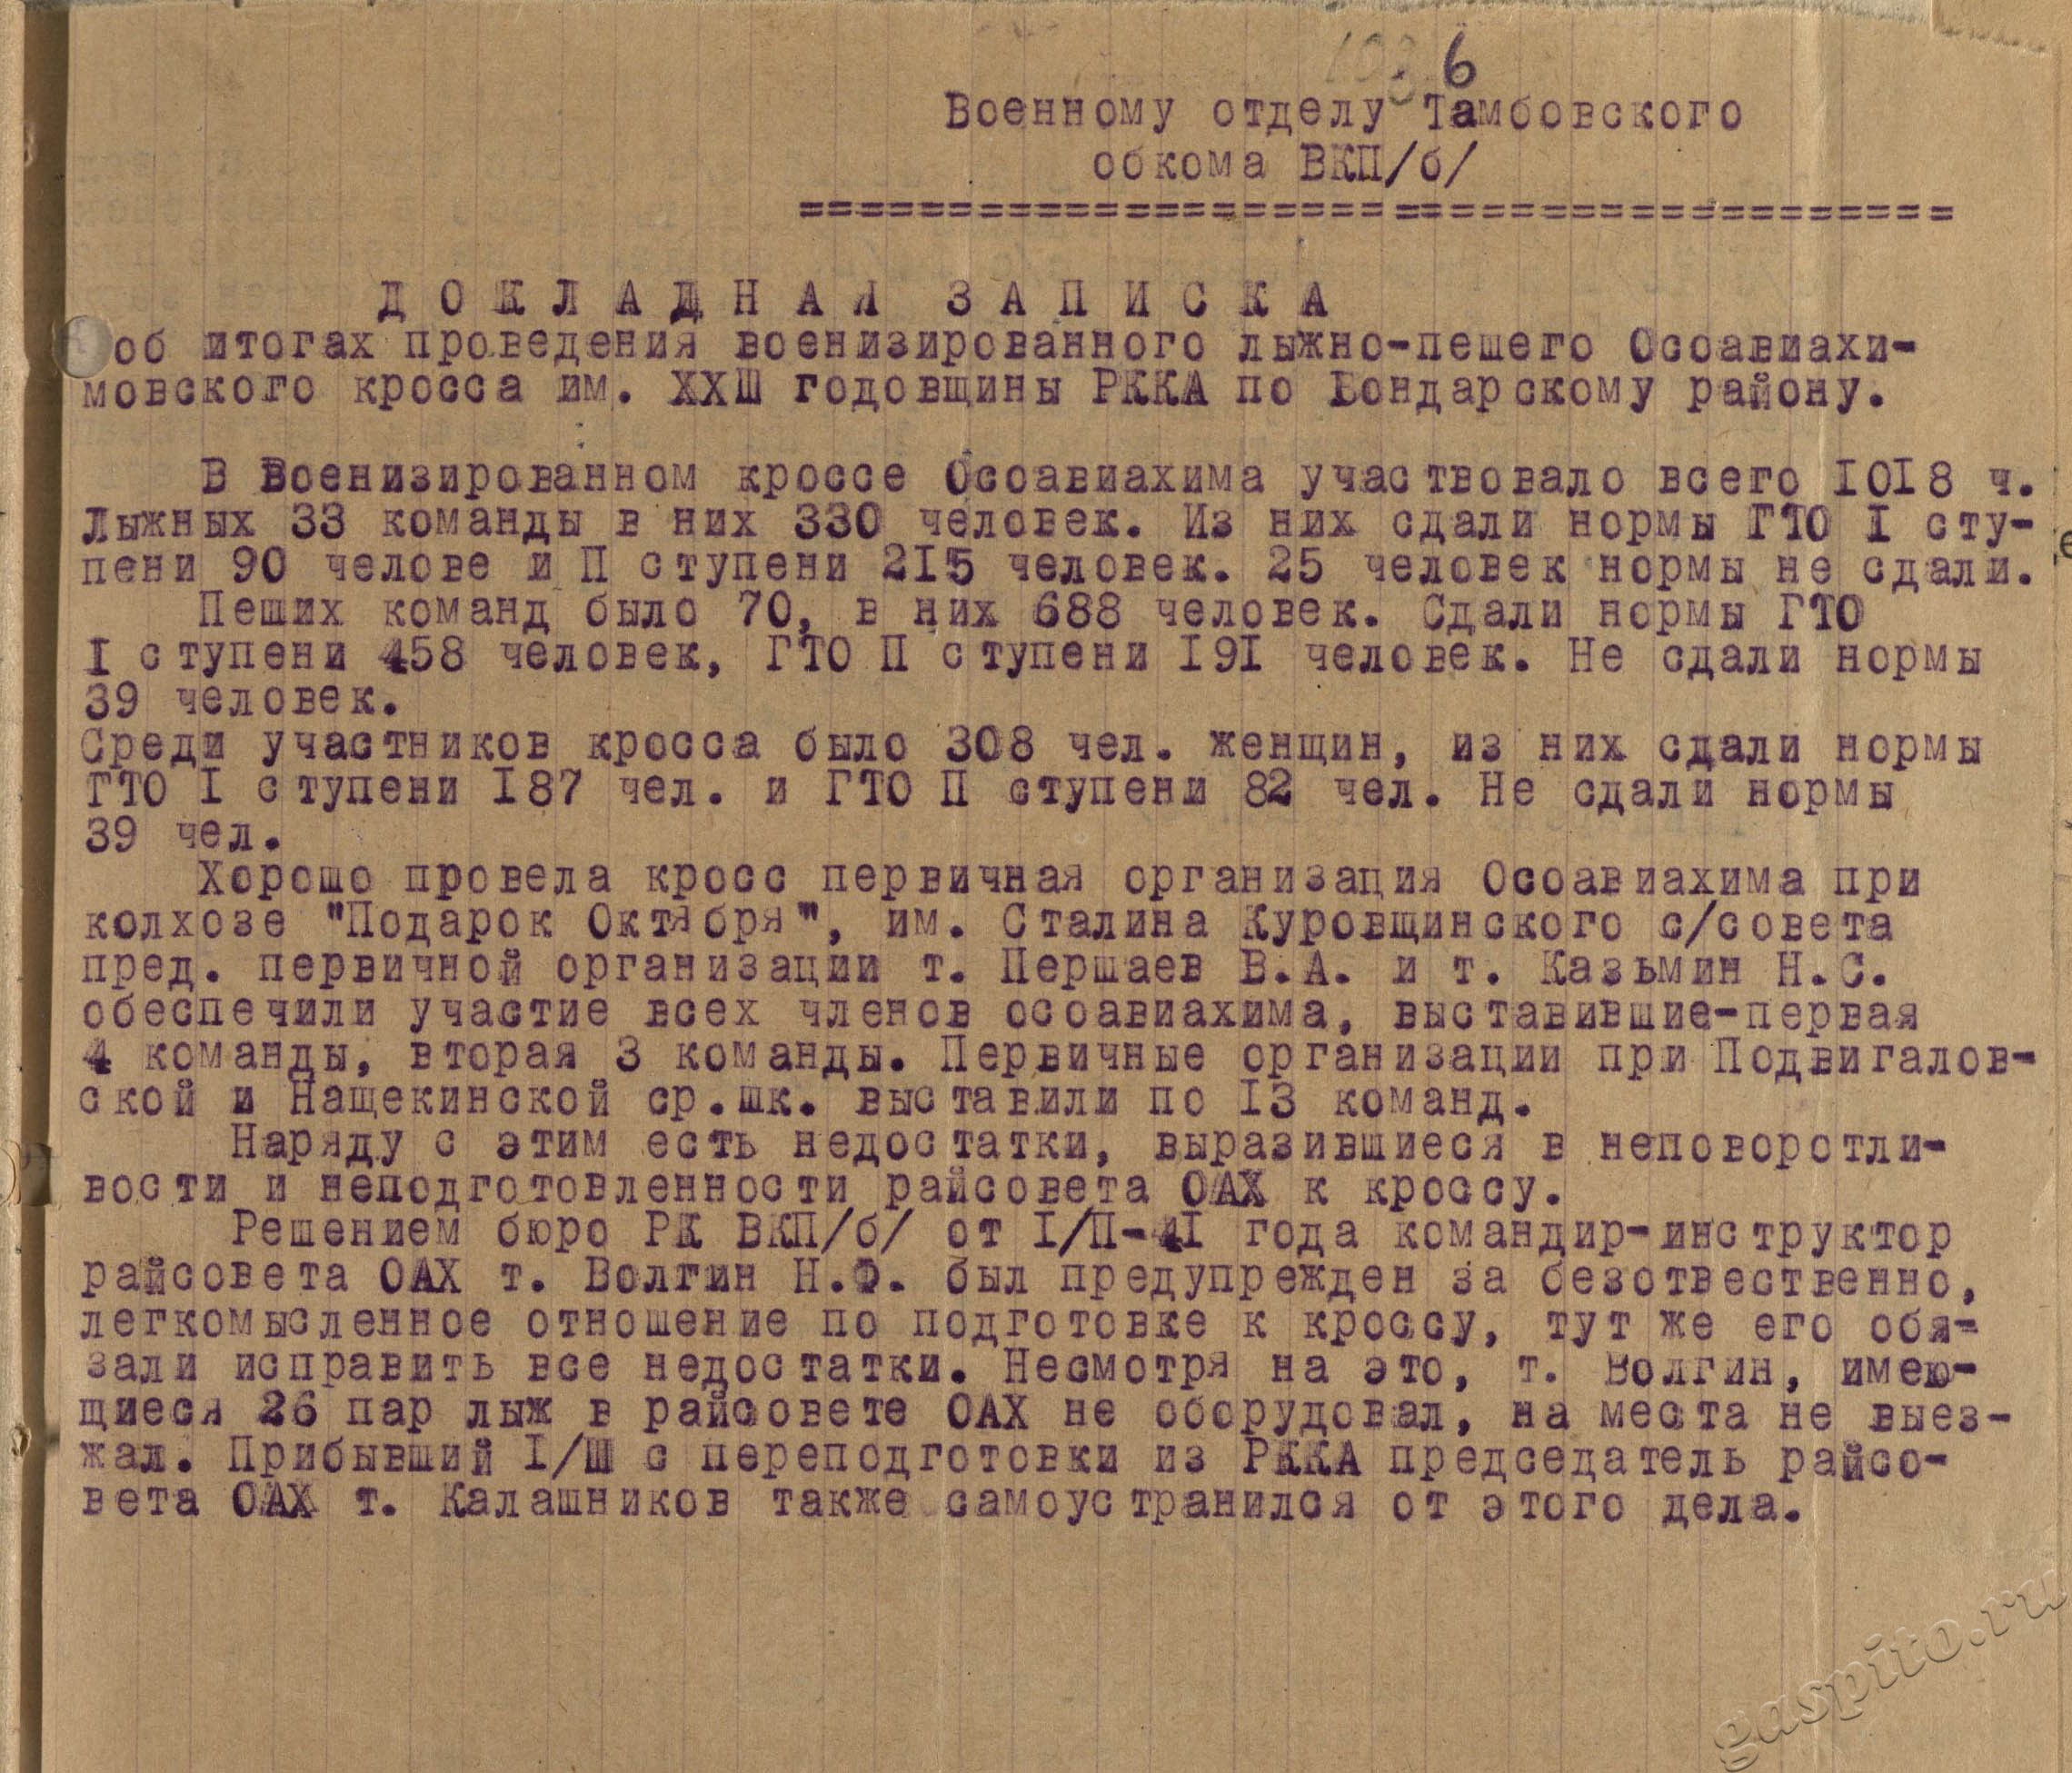 6
Военному отделу Тамбовского
обкома ВКП/б/
=======================================
ДОКЛАДНАЯ ЗАПИСКА
об итогах проведения военизированного лыжно-пешего Осоавиахи-
мовского кросса им. ХХШ годовщины РККА по Бондарскому району.
В Военизированном кроссе Осоавиахима участвовало всего 1018 ч.
Лыжных 33 команды в них 330 человек. Из них сдали нормы ГТО I сту-
пени 90 челове и П ступени 215 человек. 25 человек нормы не сдали.
Пеших команд было 70, в них 688 человек. Сдали нормы ГТО
I ступени 458 человек, ГТО П ступени 191 человек. Не сдали нормы
39 человек.
Среди участников кросса было 308 чел. женщин, из них сдали нормы
ГТО I ступени 187 чел. и ГТО П ступени 82 чел. Не сдали нормы
39 чел.
Хорошо провела кросс первичная организация Осоавиахима при
колхозе "Подарок Октября", им. Сталина Куровщинского с/совета
пред. первичной организации т. Першаев В.А. и т. Казьмин Н.С.
обеспечили участие всех членов осоавиахима, выставившие-первая
4 команды, вторая 3 команды. Первичные организации при Подвигалов-
ской и Нащекинской ср.шк. выставили по 13 команд.
Наряду с этим есть недостатки, выразившиеся в неповоротли-
вости и неподготовленности райсовета ОАХ к кроссу.
Решением бюро РК ВКП/б/ от I/П-41 года командир-инструктор
райсовета ОАХ т. Волгин Н.Ф. был предупрежден за безотвественно,
легкомысленное отношение по подготовке к кроссу, тут же его обя-
зали исправить все недостатки. Несмотря на это, т. Волгин, имею-
щиеся 26 пар лыж в райсовете ОАХ не оборудовал, на места не выез-
жал. Прибывший I/Ш с переподготовки из РККА председатель райсо-
вета ОАХ т. Калашников также самоустранился от этого дела.
gaspito.ru